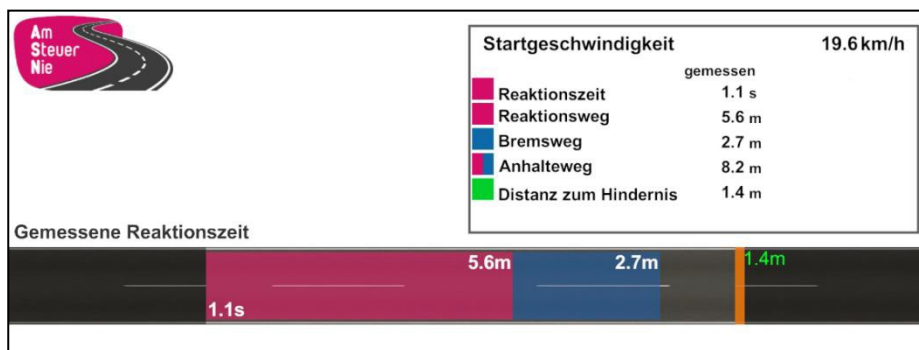 Am
Steuer
Nie
Startgeschwindigkeit 19.6 km/h
gemessen
Reaktionszeit 1.1 s
Reaktionsweg 5.6 m
Bremsweg 2.7 m
Anhalteweg 8.2 m
Distanz zum Hindernis 1.4 m
Gemessene Reaktionszeit
5.6m 2.7m 1.4m
1.1s